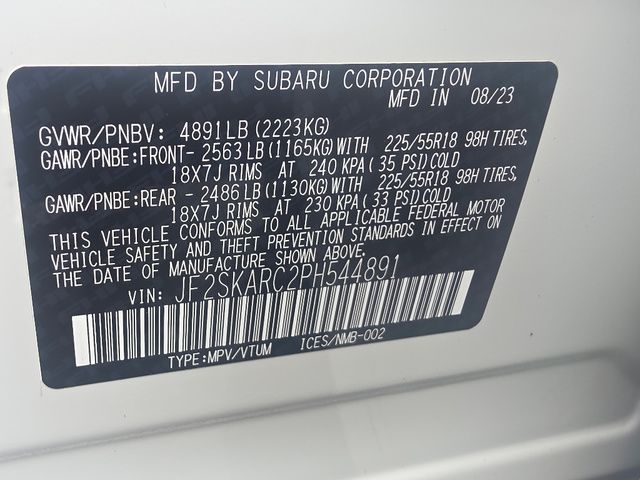 MFD BY SUBARU CORPORATION
MFD IN 08/23
GVWR/PNBV: 4891LB (2223KG)
GAWR/PNBE:FRONT- 2563LB (1165KG)WITH 225/55R18 98H TIRES,
18X7J RIMS AT 240 KPA (35 PSI)COLD
GAWR/PNBE:REAR - 2486LB (1130KG)WITH 225/55R18 98H TIRES,
18X7J RIMS AT 230 KPA (33 PSI)COLD
THIS VEHICLE CONFORMS TO ALL APPLICABLE FEDERAL MOTOR
VEHICLE SAFETY AND THEFT PREVENTION STANDARDS IN EFFECT ON
THE DATE OF MANUFACTURE SHOWN ABOVE.
VIN: JF2SKARC2PH544891
TYPE:MPV/VTUM ICES/NMB-002